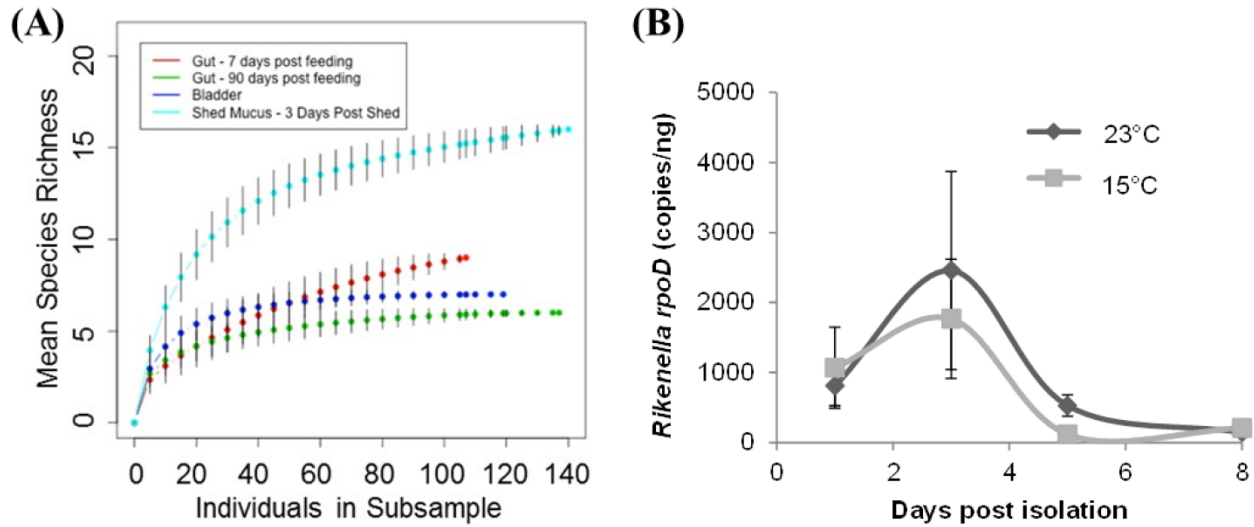 (A)
Mean Species Richness
20
15
10
5
0
Gut - 7 days post feeding
Gut - 90 days post feeding
Bladder
Shed Mucus - 3 Days Post Shed
0 20 40 60 80 100 120 140
Individuals in Subsample
(B)
Rikenella rpoD (copies/ng)
5000
4000
3000
2000
1000
0
23°C
15°C
0 2 4 6 8
Days post isolation